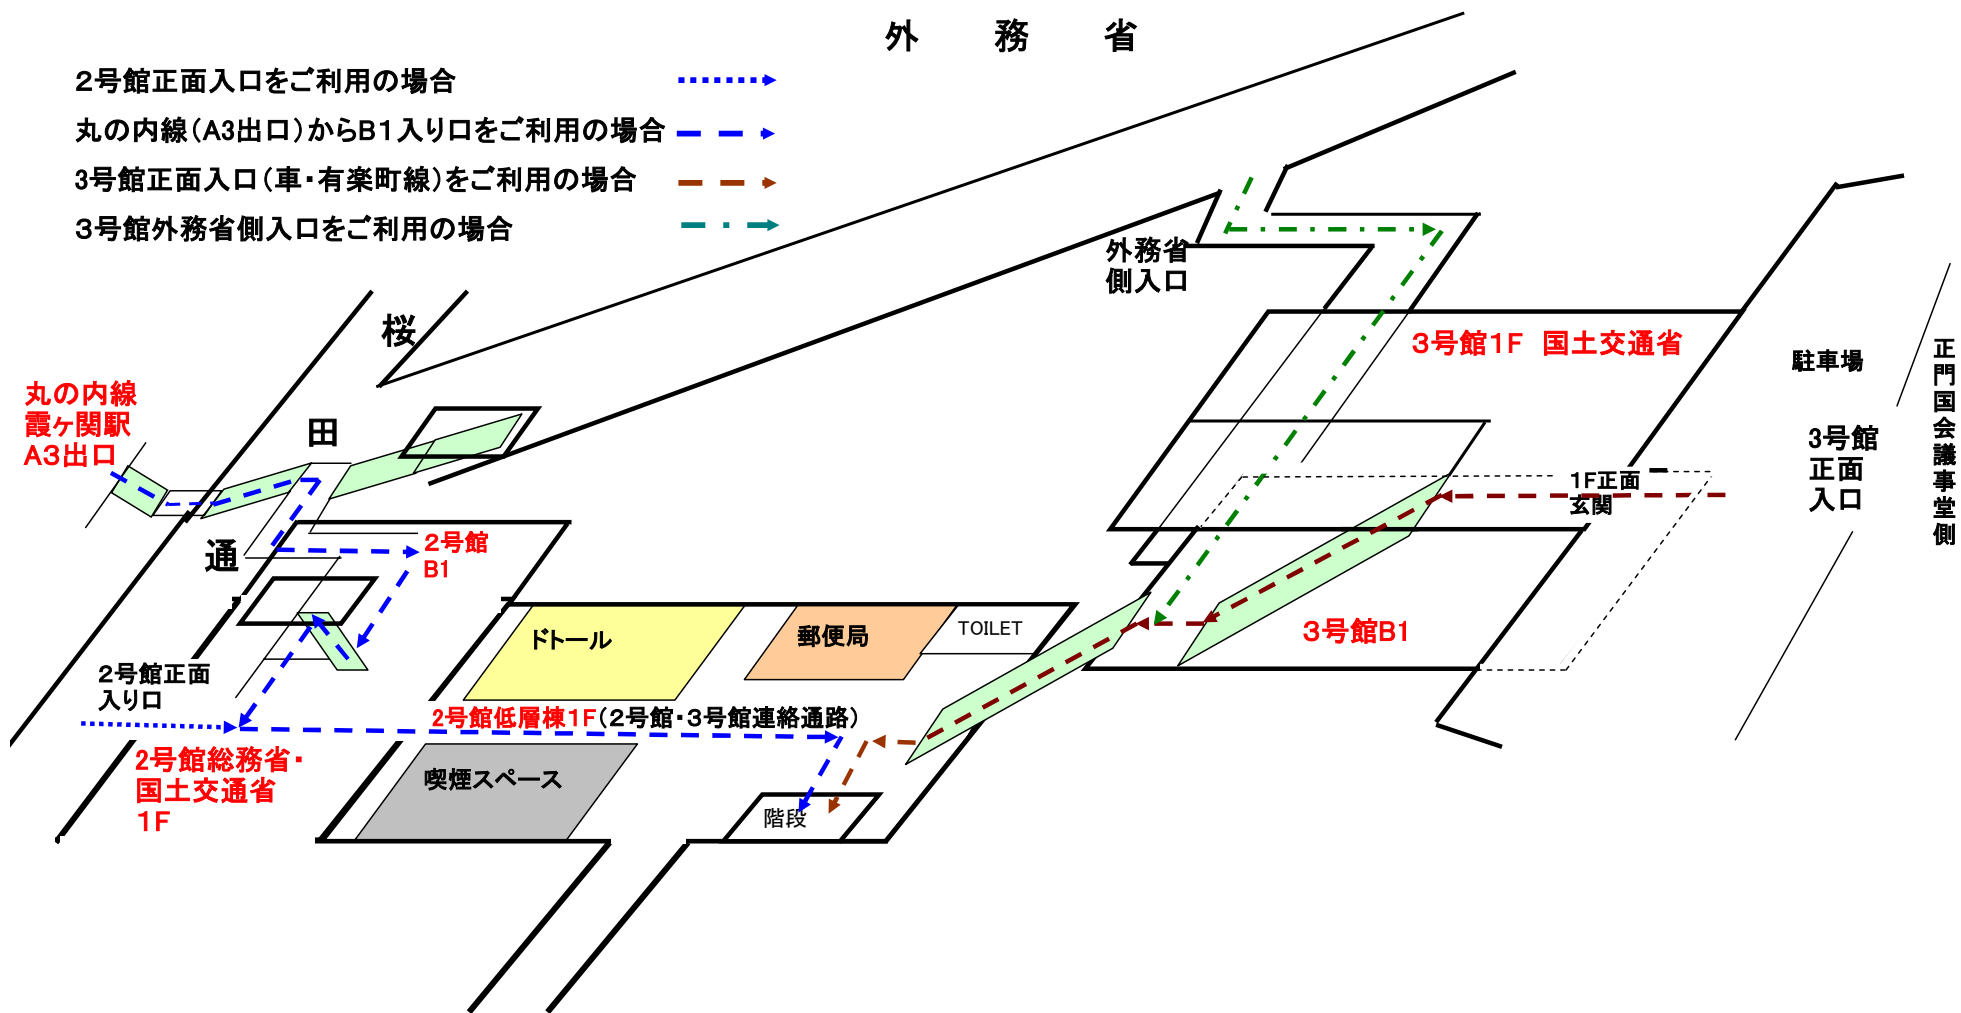 外務省
２号館正面入口をご利用の場合
丸の内線（A3出口）からB１入り口をご利用の場合
3号館正面入口（車・有楽町線）をご利用の場合
３号館外務省側入口をご利用の場合
外務省
側入口
桜
田
通
丸の内線
霞ヶ関駅
A３出口
３号館１F　国土交通省
駐車場
正門国会議事堂側
3号館
正面
入口
１F正面
玄関
２号館
B1
３号館B1
ドトール
郵便局
TOILET
２号館正面
入り口
２号館低層棟１F（２号館・３号館連絡通路）
２号館総務省・
国土交通省
１F
喫煙スペース
階段